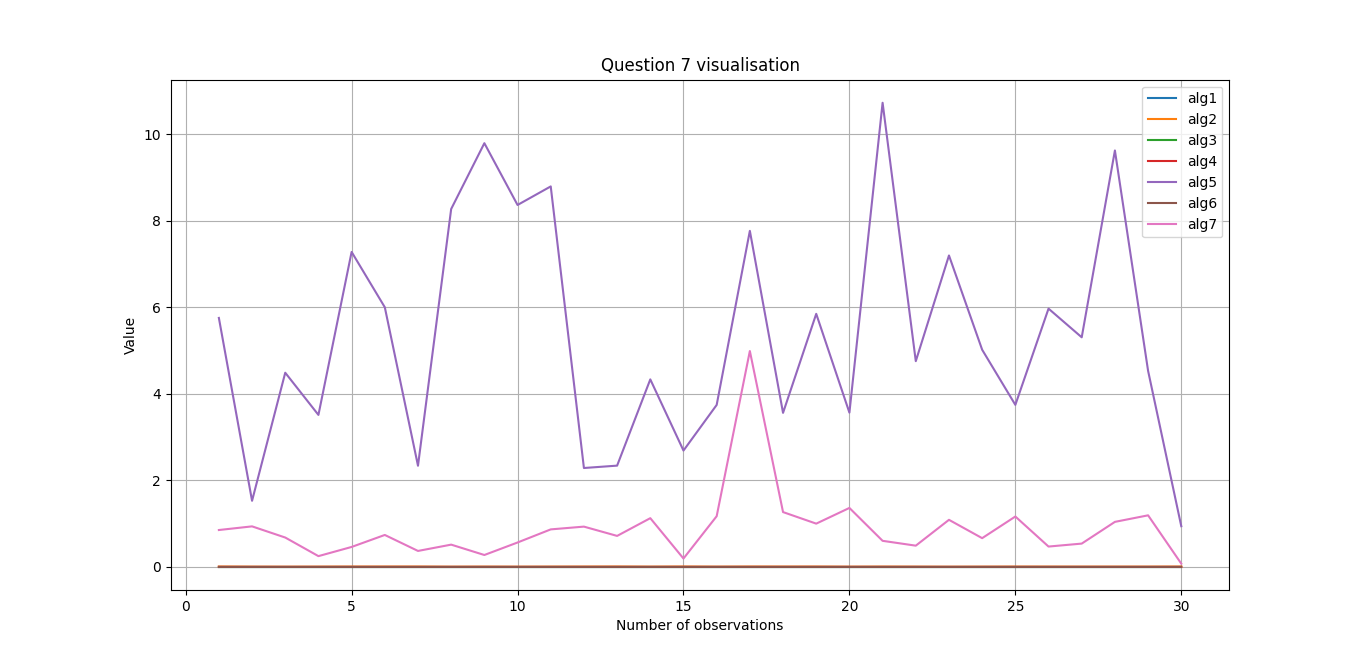 Question 7 visualisation
Value
10
8
6
4
2
0
0 5 10 15 20 25 30
Number of observations
alg1
alg2
alg3
alg4
alg5
alg6
alg7